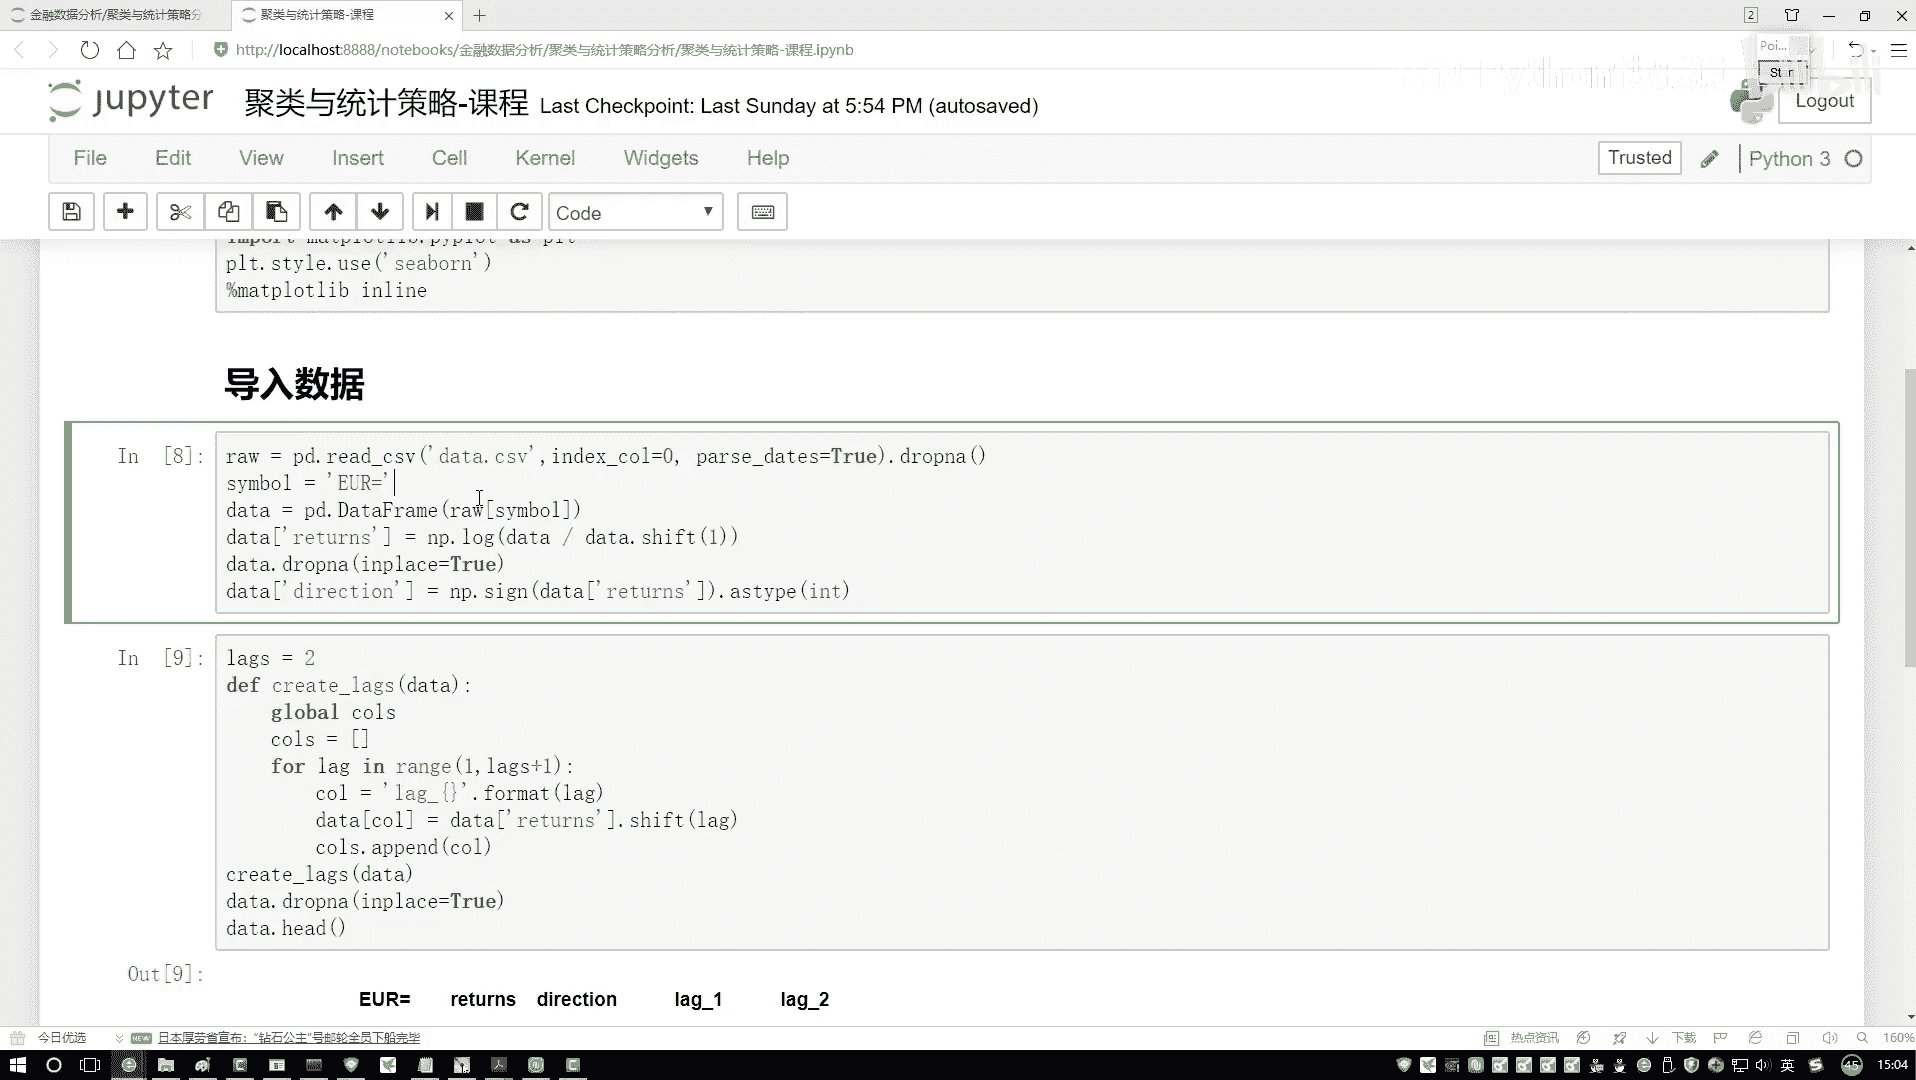 金融数据分析/聚类与统计策略分
聚类与统计策略-课程
2
http://localhost:8888/notebooks/金融数据分析/聚类与统计策略分析/聚类与统计策略-课程.ipynb
Poi...
jupyter 聚类与统计策略-课程 Last Checkpoint: Last Sunday at 5:54 PM (autosaved)
Logout
File Edit View Insert Cell Kernel Widgets Help
Trusted Python 3
Code
import matplotlib.pyplot as plt
plt.style.use('seaborn')
%matplotlib inline
导入数据
In [8]:
raw = pd.read_csv('data.csv',index_col=0, parse_dates=True).dropna()
symbol = 'EUR='
data = pd.DataFrame(raw[symbol])
data['returns'] = np.log(data / data.shift(1))
data.dropna(inplace=True)
data['direction'] = np.sign(data['returns']).astype(int)
In [9]:
lags = 2
def create_lags(data):
    global cols
    cols = []
    for lag in range(1,lags+1):
        col = 'lag_{}'.format(lag)
        data[col] = data['returns'].shift(lag)
        cols.append(col)
create_lags(data)
data.dropna(inplace=True)
data.head()
Out[9]:
EUR= returns direction lag_1 lag_2
今日优选 NEW 日本厚劳省宣布: "钻石公主"号邮轮全员下船完毕
热点资讯 下载 160%
英 45 15:04